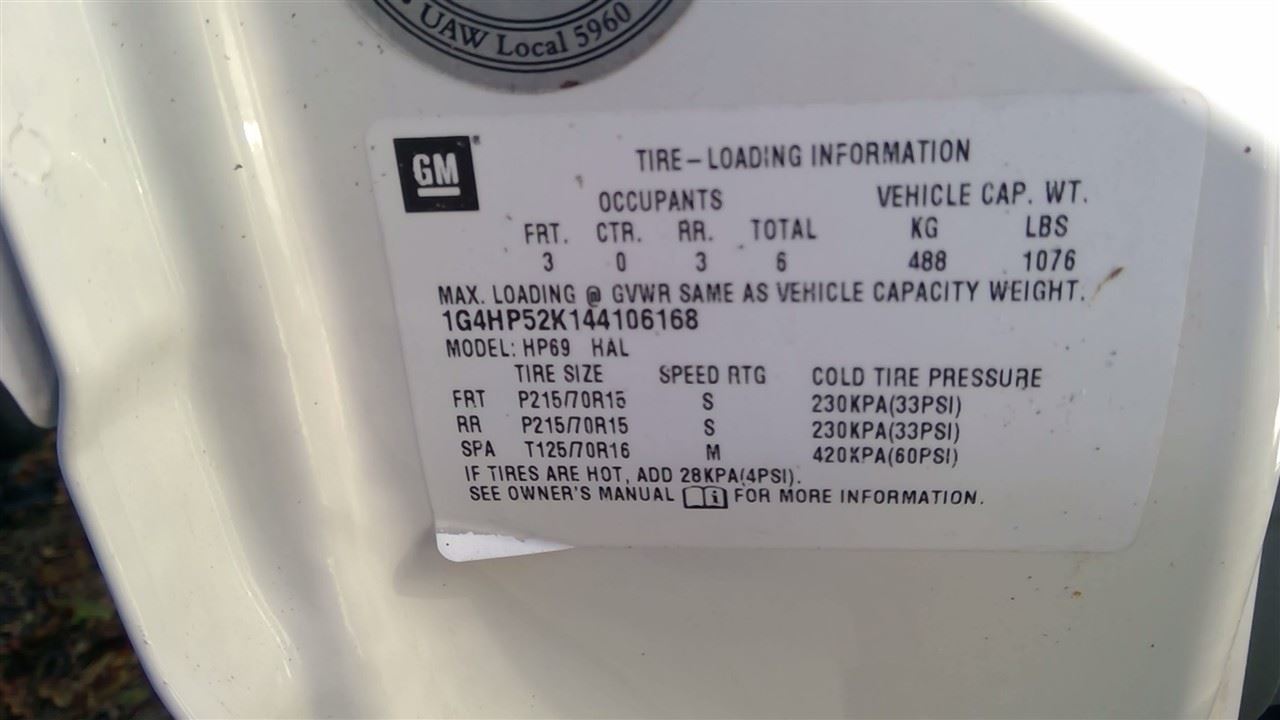 UAW Local 5960
GM
TIRE-LOADING INFORMATION
OCCUPANTS VEHICLE CAP. WT.
FRT. CTR. RR. TOTAL KG LBS
3 0 3 6 488 1076
MAX. LOADING @ GVWR SAME AS VEHICLE CAPACITY WEIGHT.
1G4HP52K144106168
MODEL: HP69 HAL
TIRE SIZE SPEED RTG COLD TIRE PRESSURE
FRT P215/70R15 S 230KPA(33PSI)
RR P215/70R15 S 230KPA(33PSI)
SPA T125/70R16 M 420KPA(60PSI)
IF TIRES ARE HOT, ADD 28KPA(4PSI).
SEE OWNER'S MANUAL FOR MORE INFORMATION.